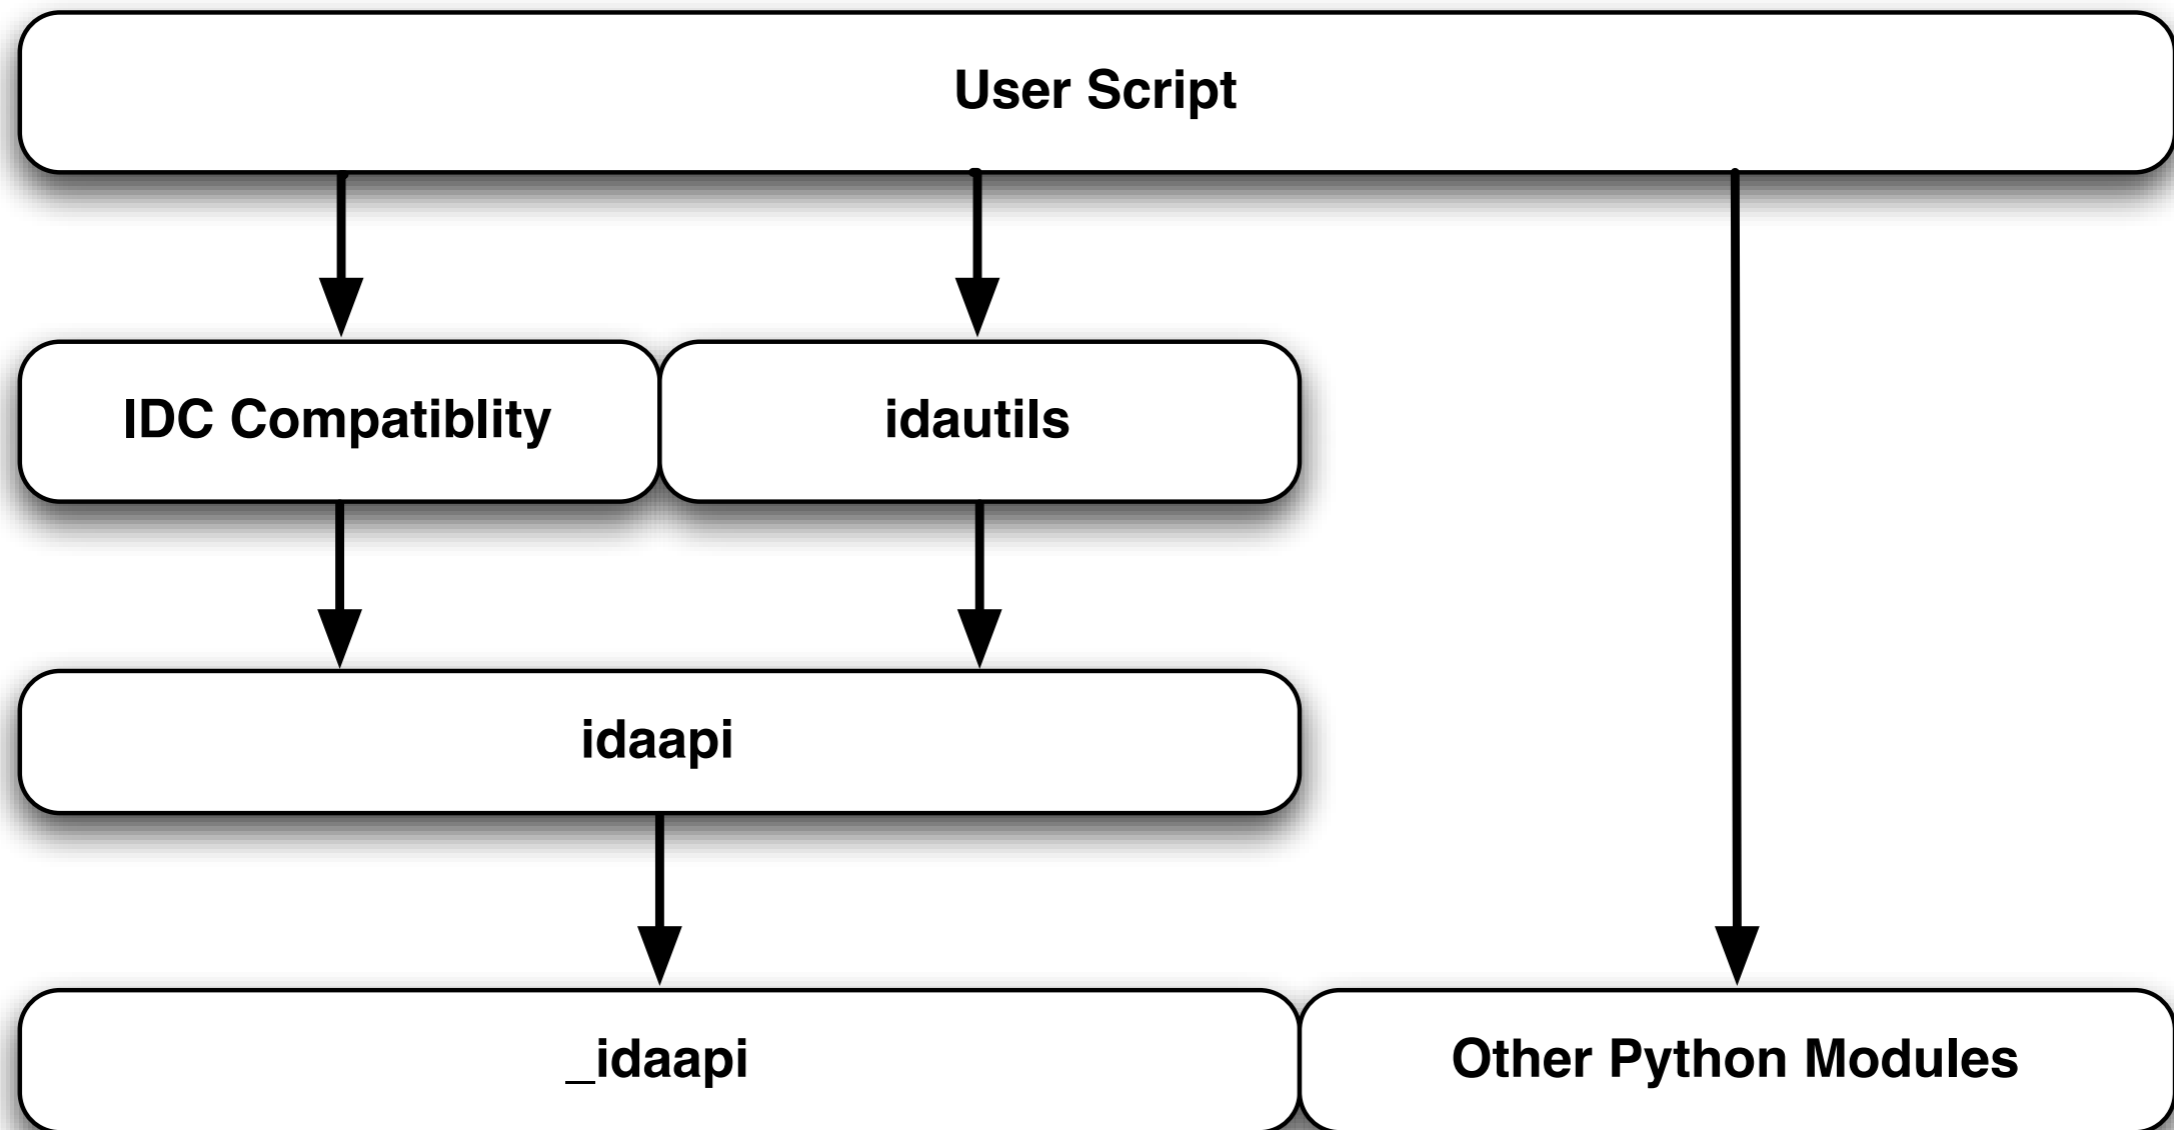 User Script
IDC Compatiblity
idautils
idaapi
_idaapi
Other Python Modules